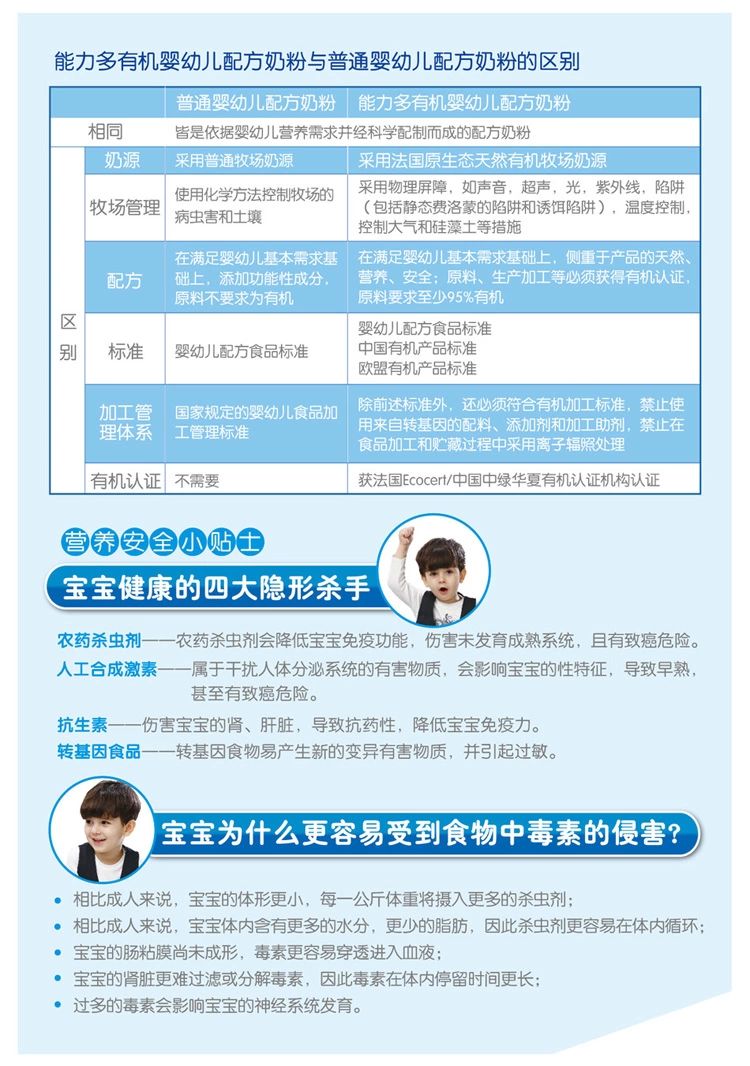 能力多有机婴幼儿配方奶粉与普通婴幼儿配方奶粉的区别
普通婴幼儿配方奶粉 能力多有机婴幼儿配方奶粉
相同 皆是依据婴幼儿营养需求并经科学配制而成的配方奶粉
区别
奶源 采用普通牧场奶源 采用法国原生态天然有机牧场奶源
牧场管理
使用化学方法控制牧场的
病虫害和土壤
采用物理屏障，如声音，超声，光，紫外线，陷阱
（包括静态费洛蒙的陷阱和诱饵陷阱），温度控制，
控制大气和硅藻土等措施
配方
在满足婴幼儿基本需求基
础上，添加功能性成分，
原料不要求为有机
在满足婴幼儿基本需求基础上，侧重于产品的天然、
营养、安全；原料、生产加工等必须获得有机认证，
原料要求至少95%有机
标准 婴幼儿配方食品标准
婴幼儿配方食品标准
中国有机产品标准
欧盟有机产品标准
加工管
理体系
国家规定的婴幼儿食品加
工管理标准
除前述标准外，还必须符合有机加工标准，禁止使
用来自转基因的配料、添加剂和加工助剂，禁止在
食品加工和贮藏过程中采用离子辐照处理
有机认证 不需要 获法国Ecocert/中国中绿华夏有机认证机构认证
营养安全小贴士
宝宝健康的四大隐形杀手
农药杀虫剂——农药杀虫剂会降低宝宝免疫功能，伤害未发育成熟系统，且有致癌危险。
人工合成激素——属于干扰人体分泌系统的有害物质，会影响宝宝的性特征，导致早熟，
甚至有致癌危险。
抗生素——伤害宝宝的肾、肝脏，导致抗药性，降低宝宝免疫力。
转基因食品——转基因食物易产生新的变异有害物质，并引起过敏。
宝宝为什么更容易受到食物中毒素的侵害?
• 相比成人来说，宝宝的体形更小，每一公斤体重将摄入更多的杀虫剂；
• 相比成人来说，宝宝体内含有更多的水分，更少的脂肪，因此杀虫剂更容易在体内循环；
• 宝宝的肠粘膜尚未成形，毒素更容易穿透进入血液；
• 宝宝的肾脏更难过滤或分解毒素，因此毒素在体内停留时间更长；
• 过多的毒素会影响宝宝的神经系统发育。